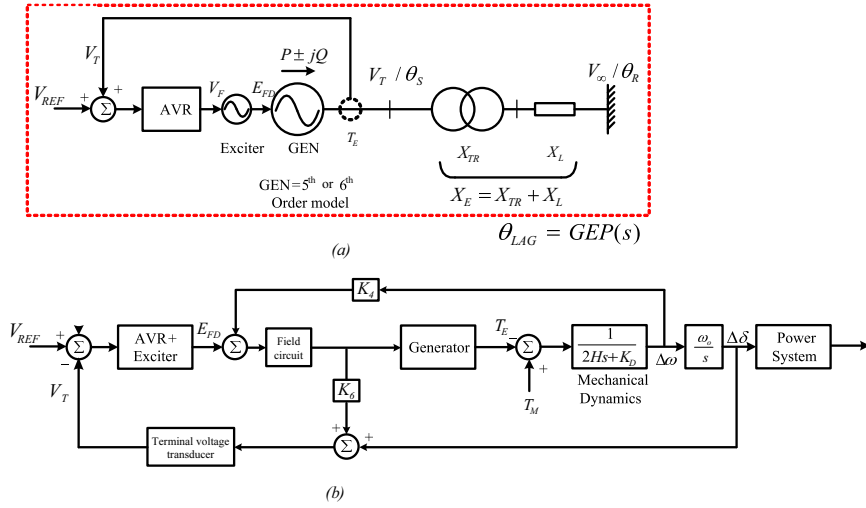 V_T
P ± jQ
V_T / θ_S
V_∞ / θ_R
V_REF
+
+
Σ
AVR
V_F
E_FD
Exciter
GEN
T_E
X_TR
X_L
X_E = X_TR + X_L
GEN=5th or 6th
Order model
θ_LAG = GEP(s)
(a)
K_4
V_REF
+
−
Σ
AVR+
Exciter
E_FD
Σ
Field
circuit
Generator
T_E
−
Σ
+
T_M
1
2Hs+K_D
Mechanical
Dynamics
Δω
ω_o
s
Δδ
Power
System
K_6
V_T
Terminal voltage
transducer
+
Σ
+
(b)